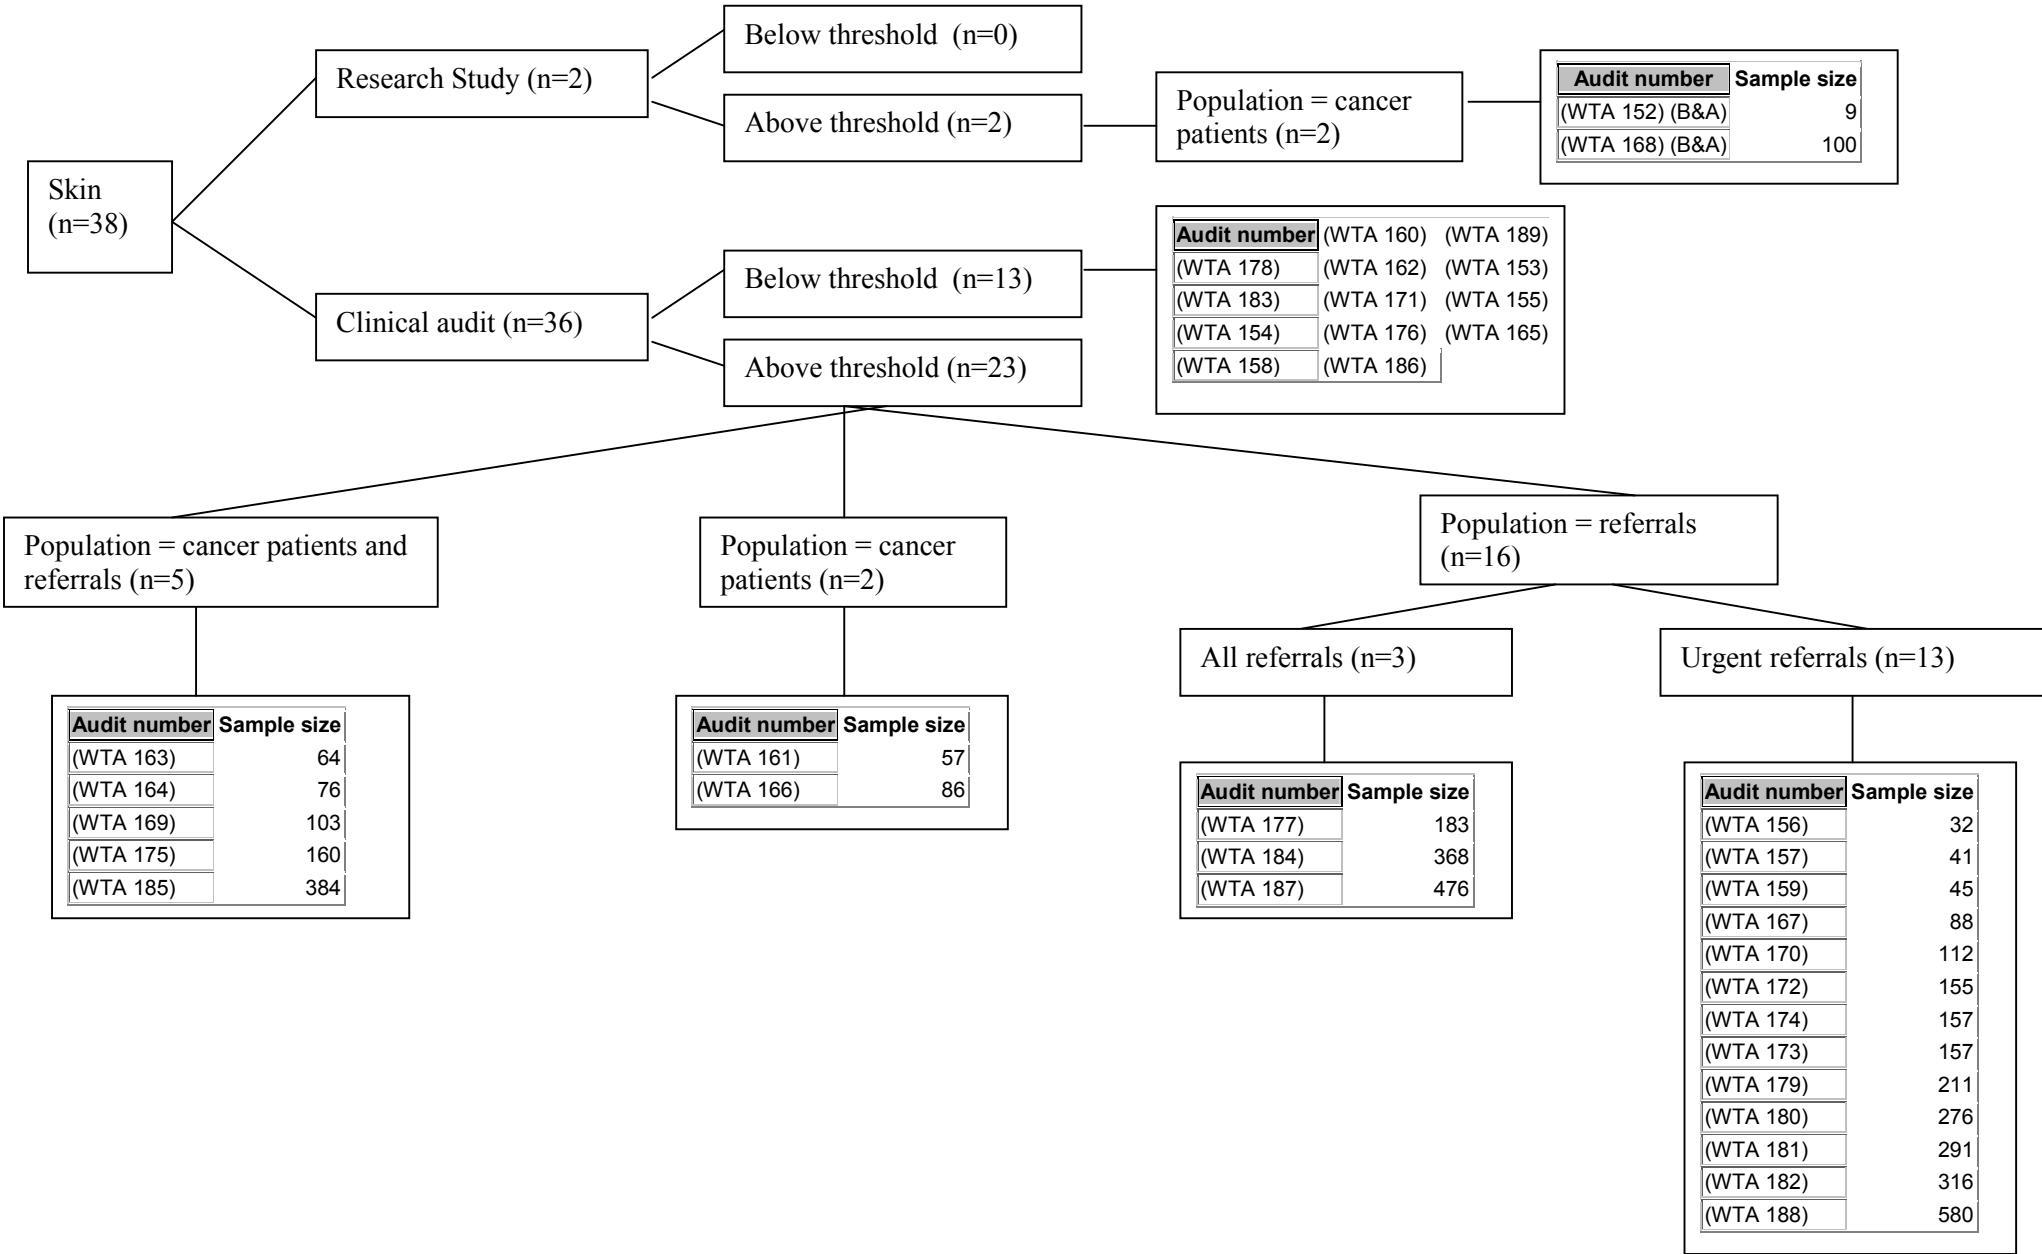 Below threshold  (n=0)
Research Study (n=2)
Above threshold (n=2)
Population = cancer
patients (n=2)
Audit number Sample size
(WTA 152) (B&A) 9
(WTA 168) (B&A) 100
Skin
(n=38)
Clinical audit (n=36)
Below threshold  (n=13)
Audit number (WTA 160) (WTA 189)
(WTA 178) (WTA 162) (WTA 153)
(WTA 183) (WTA 171) (WTA 155)
(WTA 154) (WTA 176) (WTA 165)
(WTA 158) (WTA 186)
Above threshold (n=23)
Population = cancer patients and
referrals (n=5)
Audit number Sample size
(WTA 163) 64
(WTA 164) 76
(WTA 169) 103
(WTA 175) 160
(WTA 185) 384
Population = cancer
patients (n=2)
Audit number Sample size
(WTA 161) 57
(WTA 166) 86
Population = referrals
(n=16)
All referrals (n=3)
Audit number Sample size
(WTA 177) 183
(WTA 184) 368
(WTA 187) 476
Urgent referrals (n=13)
Audit number Sample size
(WTA 156) 32
(WTA 157) 41
(WTA 159) 45
(WTA 167) 88
(WTA 170) 112
(WTA 172) 155
(WTA 174) 157
(WTA 173) 157
(WTA 179) 211
(WTA 180) 276
(WTA 181) 291
(WTA 182) 316
(WTA 188) 580